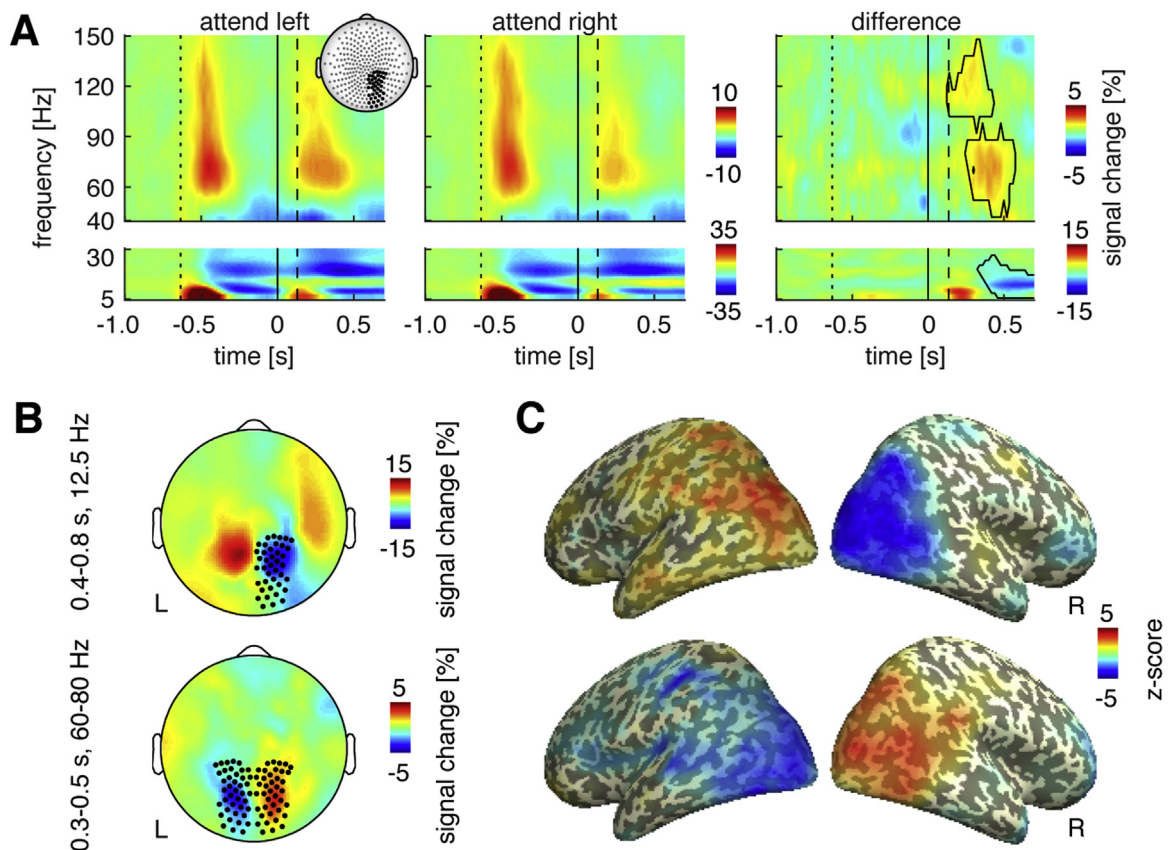 A
attend left
attend right
difference
frequency [Hz]
150
120
90
60
40
30
5
-1.0
-0.5
0
0.5
time [s]
-1.0
-0.5
0
0.5
time [s]
10
-10
35
-35
-1.0
-0.5
0
0.5
time [s]
5
-5
15
-15
signal change [%]
B
0.4-0.8 s, 12.5 Hz
L
15
-15
signal change [%]
0.3-0.5 s, 60-80 Hz
L
5
-5
signal change [%]
C
R
5
-5
z-score
R